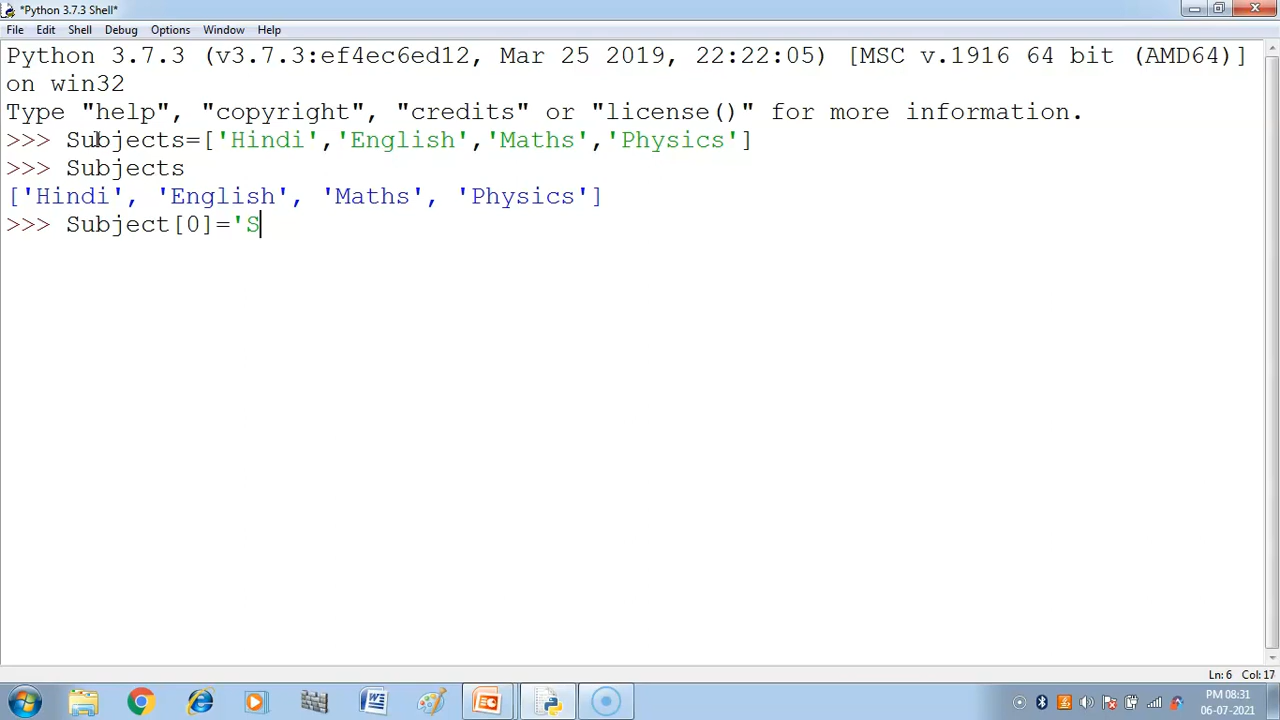 *Python 3.7.3 Shell*
File Edit Shell Debug Options Window Help
Python 3.7.3 (v3.7.3:ef4ec6ed12, Mar 25 2019, 22:22:05) [MSC v.1916 64 bit (AMD64)]
on win32
Type "help", "copyright", "credits" or "license()" for more information.
>>> Subjects=['Hindi','English','Maths','Physics']
>>> Subjects
['Hindi', 'English', 'Maths', 'Physics']
>>> Subject[0]='S
Ln: 6 Col: 17
PM 08:31
06-07-2021